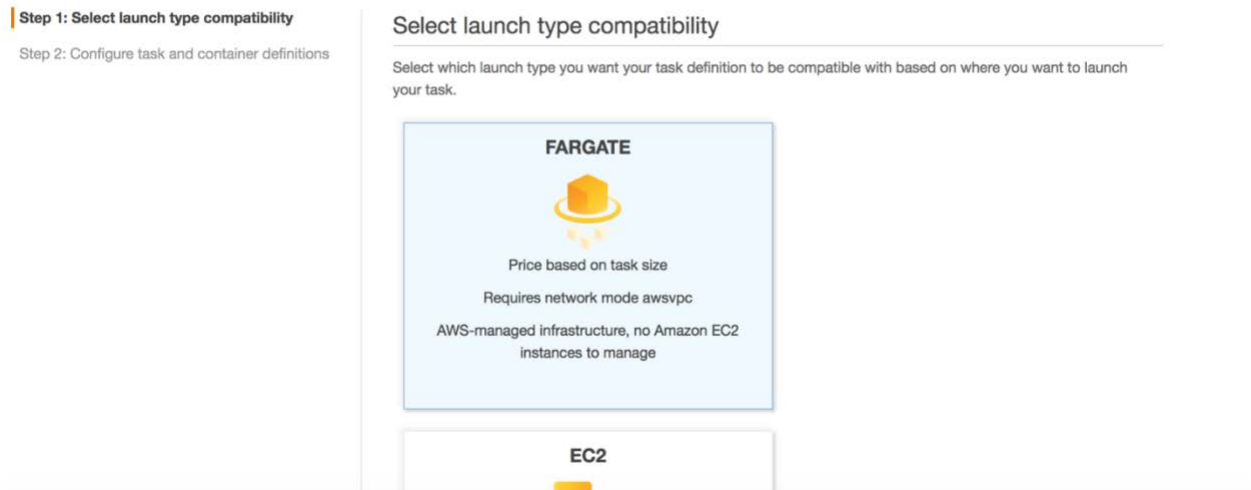 Step 1: Select launch type compatibility
Step 2: Configure task and container definitions
Select launch type compatibility
Select which launch type you want your task definition to be compatible with based on where you want to launch
your task.
FARGATE
Price based on task size
Requires network mode awsvpc
AWS-managed infrastructure, no Amazon EC2
instances to manage
EC2